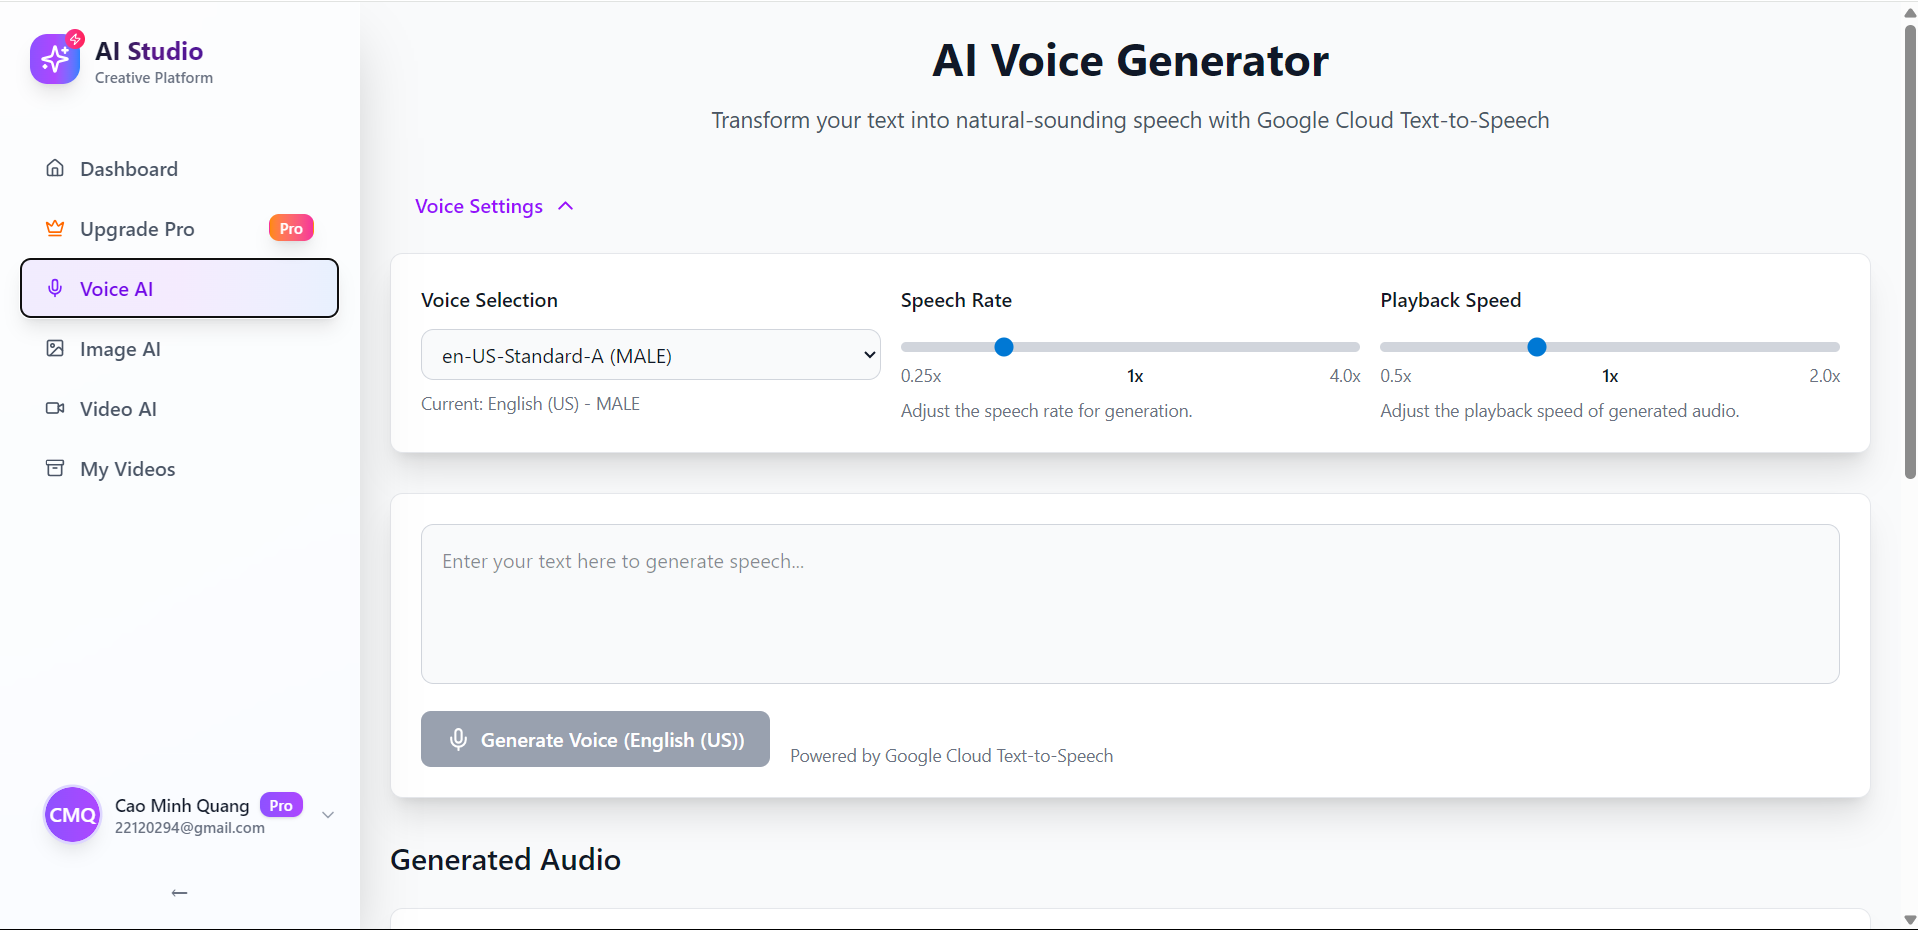 AI Studio
Creative Platform
Dashboard
Upgrade Pro
Pro
Voice AI
Image AI
Video AI
My Videos
CMQ
Cao Minh Quang
Pro
22120294@gmail.com
AI Voice Generator
Transform your text into natural-sounding speech with Google Cloud Text-to-Speech
Voice Settings
Voice Selection
en-US-Standard-A (MALE)
Current: English (US) - MALE
Speech Rate
0.25x 1x 4.0x
Adjust the speech rate for generation.
Playback Speed
0.5x 1x 2.0x
Adjust the playback speed of generated audio.
Enter your text here to generate speech...
Generate Voice (English (US))
Powered by Google Cloud Text-to-Speech
Generated Audio